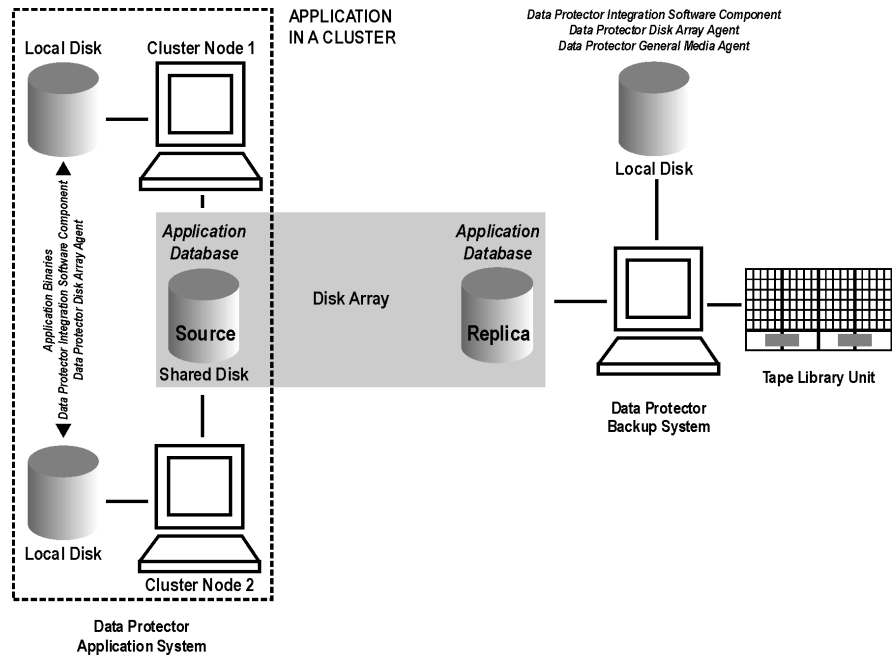 APPLICATION
IN A CLUSTER
Data Protector Integration Software Component
Data Protector Disk Array Agent
Data Protector General Media Agent
Local Disk
Cluster Node 1
Local Disk
Application Binaries
Data Protector Integration Software Component
Data Protector Disk Array Agent
Application
Database
Source
Shared Disk
Disk Array
Application
Database
Replica
Tape Library Unit
Data Protector
Backup System
Local Disk
Cluster Node 2
Data Protector
Application System